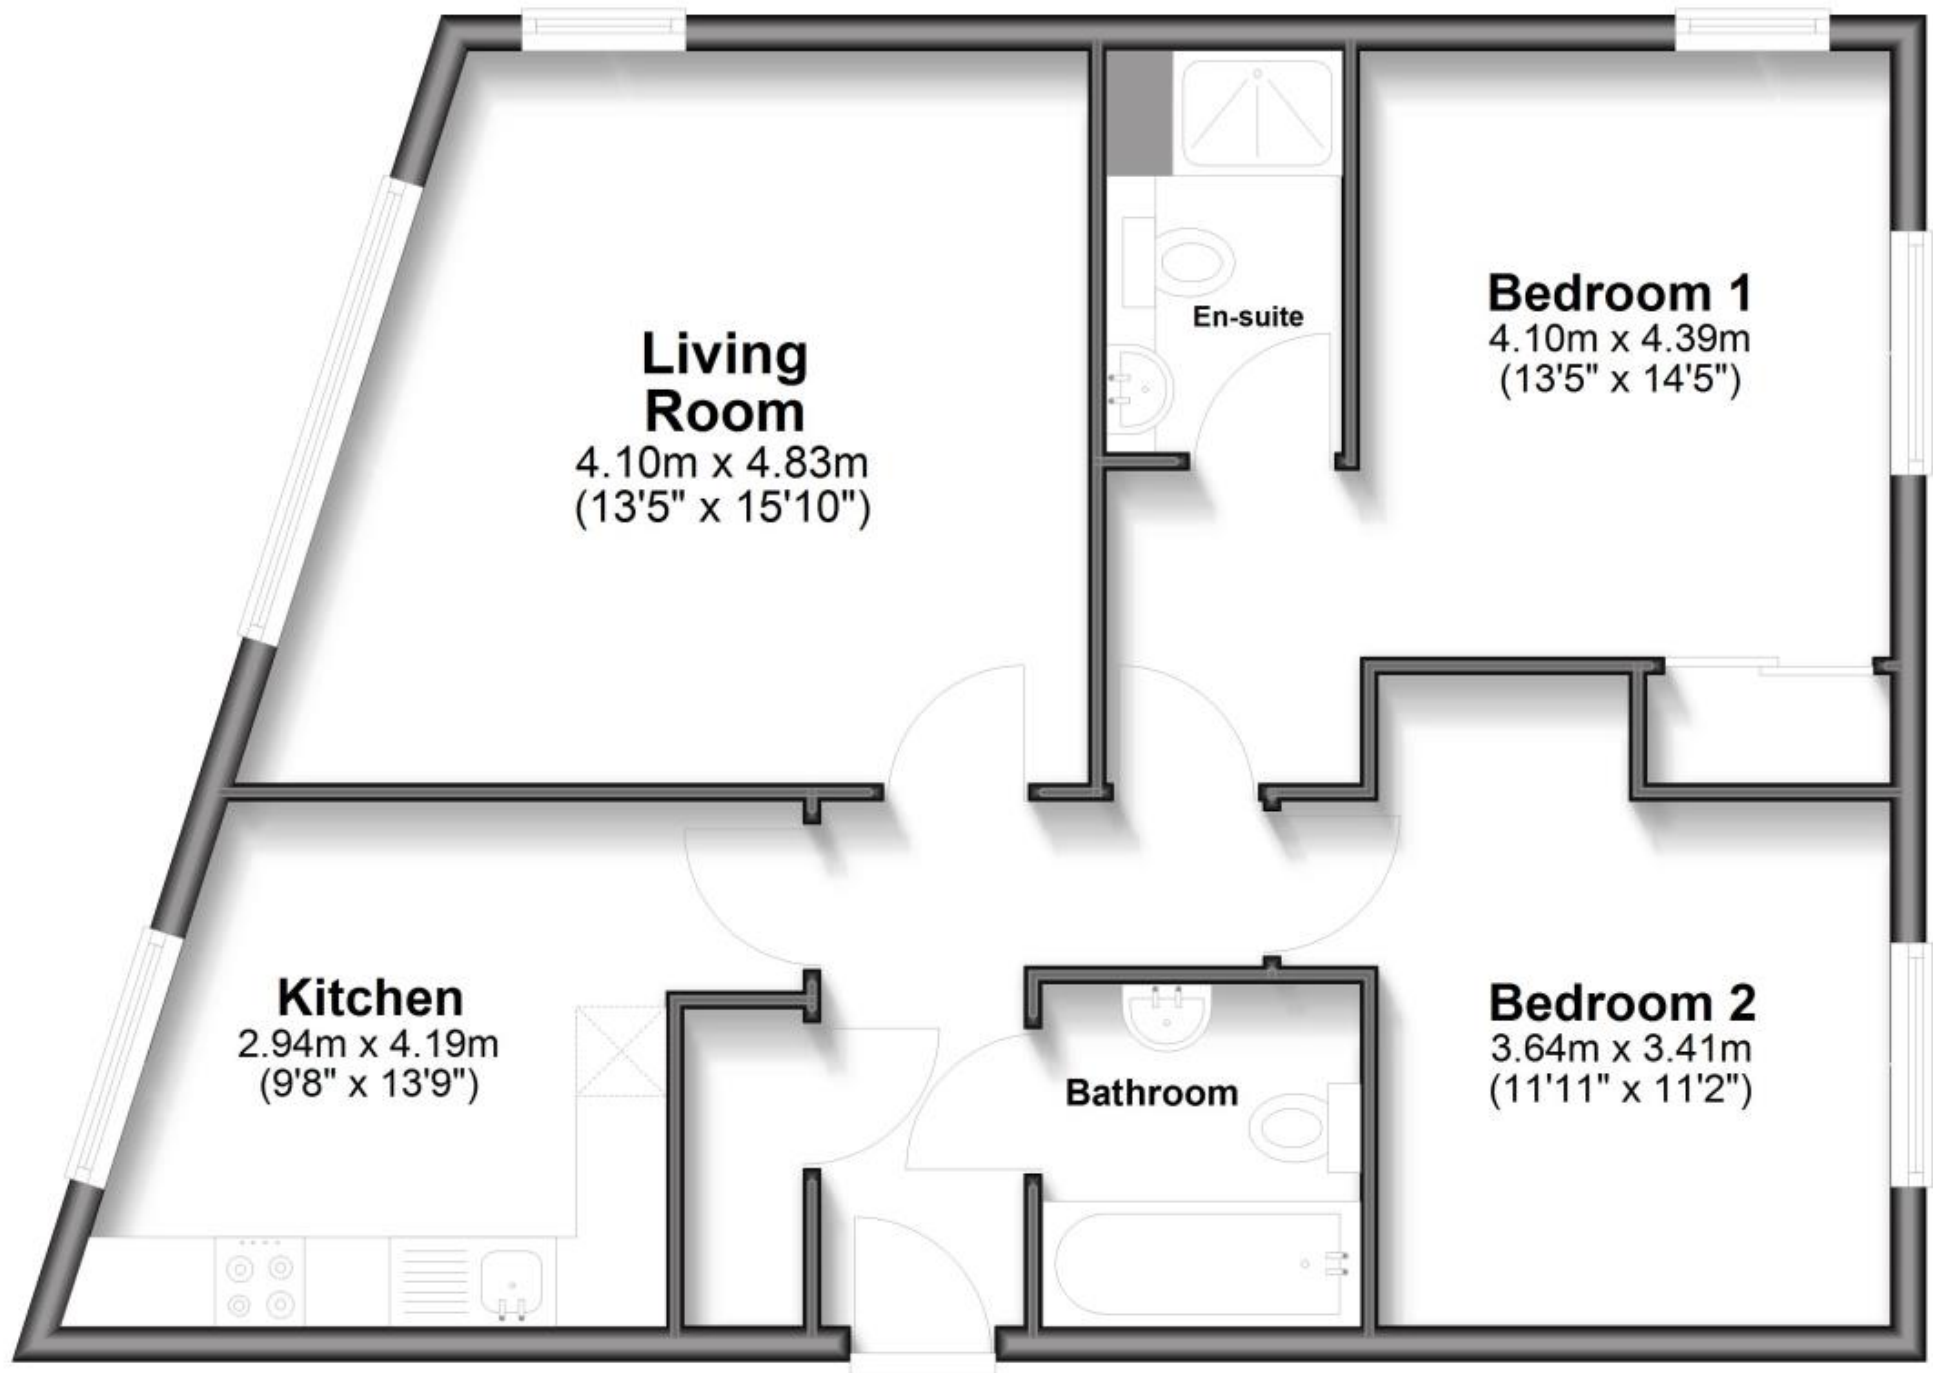 Living
Room
4.10m x 4.83m
(13'5" x 15'10")
En-suite
Bedroom 1
4.10m x 4.39m
(13'5" x 14'5")
Kitchen
2.94m x 4.19m
(9'8" x 13'9")
Bathroom
Bedroom 2
3.64m x 3.41m
(11'11" x 11'2")